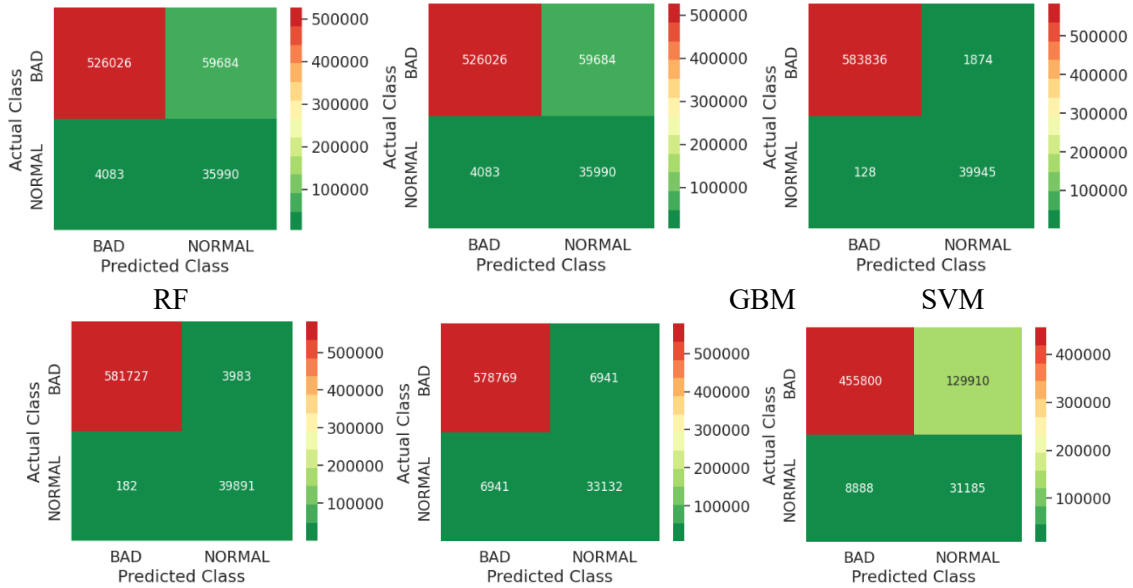 Actual Class
BAD
NORMAL
526026
59684
4083
35990
BAD
NORMAL
Predicted Class
500000
400000
300000
200000
100000
Actual Class
BAD
NORMAL
526026
59684
4083
35990
BAD
NORMAL
Predicted Class
500000
400000
300000
200000
100000
Actual Class
BAD
NORMAL
583836
1874
128
39945
BAD
NORMAL
Predicted Class
500000
400000
300000
200000
100000
RF
GBM
SVM
Actual Class
BAD
NORMAL
581727
3983
182
39891
BAD
NORMAL
Predicted Class
500000
400000
300000
200000
100000
Actual Class
BAD
NORMAL
578769
6941
6941
33132
BAD
NORMAL
Predicted Class
500000
400000
300000
200000
100000
Actual Class
BAD
NORMAL
455800
129910
8888
31185
BAD
NORMAL
Predicted Class
400000
300000
200000
100000